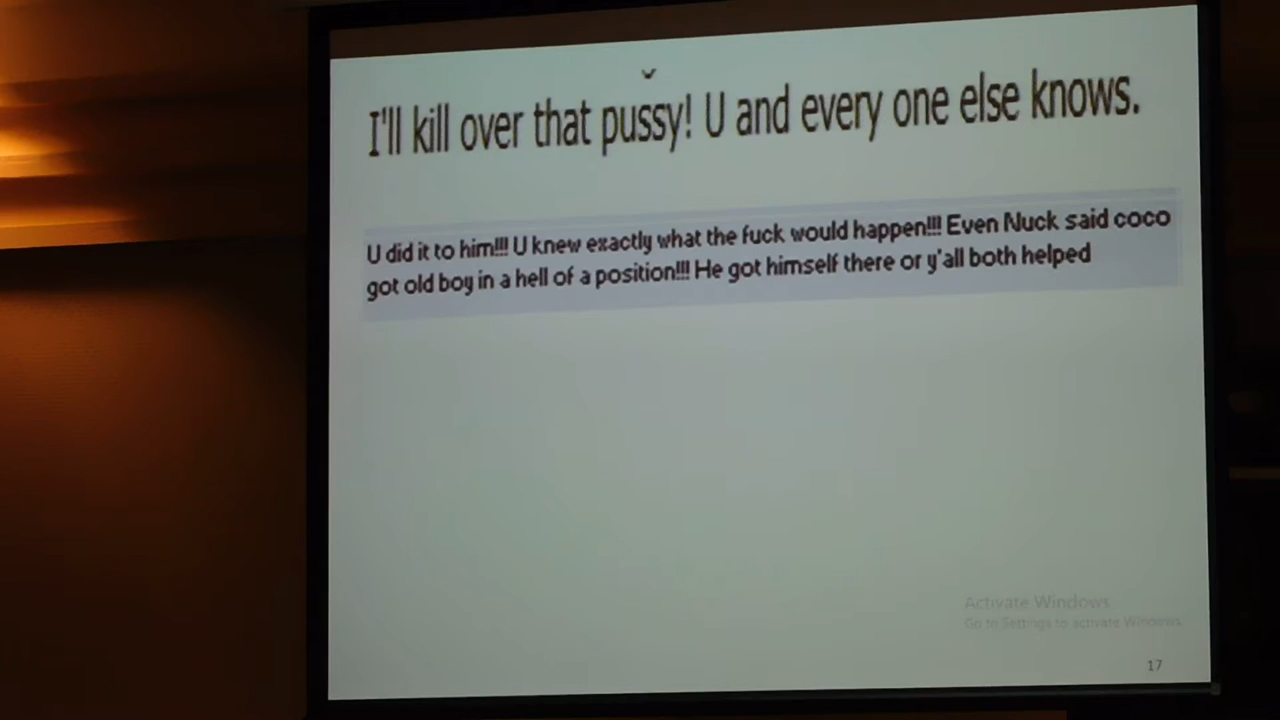 I'll kill over that pussy! U and every one else knows.
U did it to him!!! U knew exactly what the fuck would happen!!! Even Nuck said coco
got old boy in a hell of a position!!! He got himself there or y'all both helped
Activate Windows
Go to Settings to activate Windows.
17